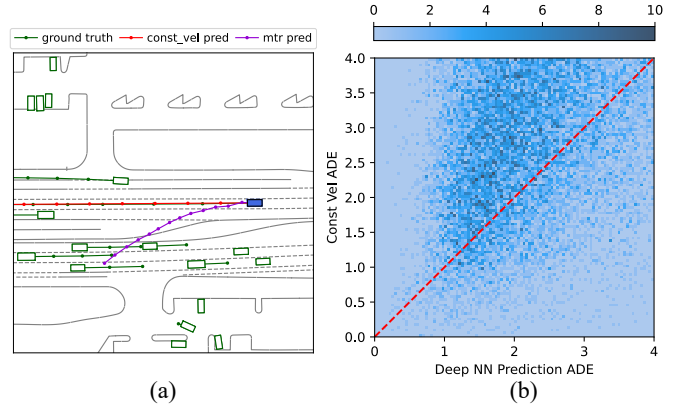 ground truth const_vel pred mtr pred
0 2 4 6 8 10
4.0
3.5
3.0
2.5
2.0
1.5
1.0
0.5
0.0
Const Vel ADE
0 1 2 3 4
Deep NN Prediction ADE
(a) (b)